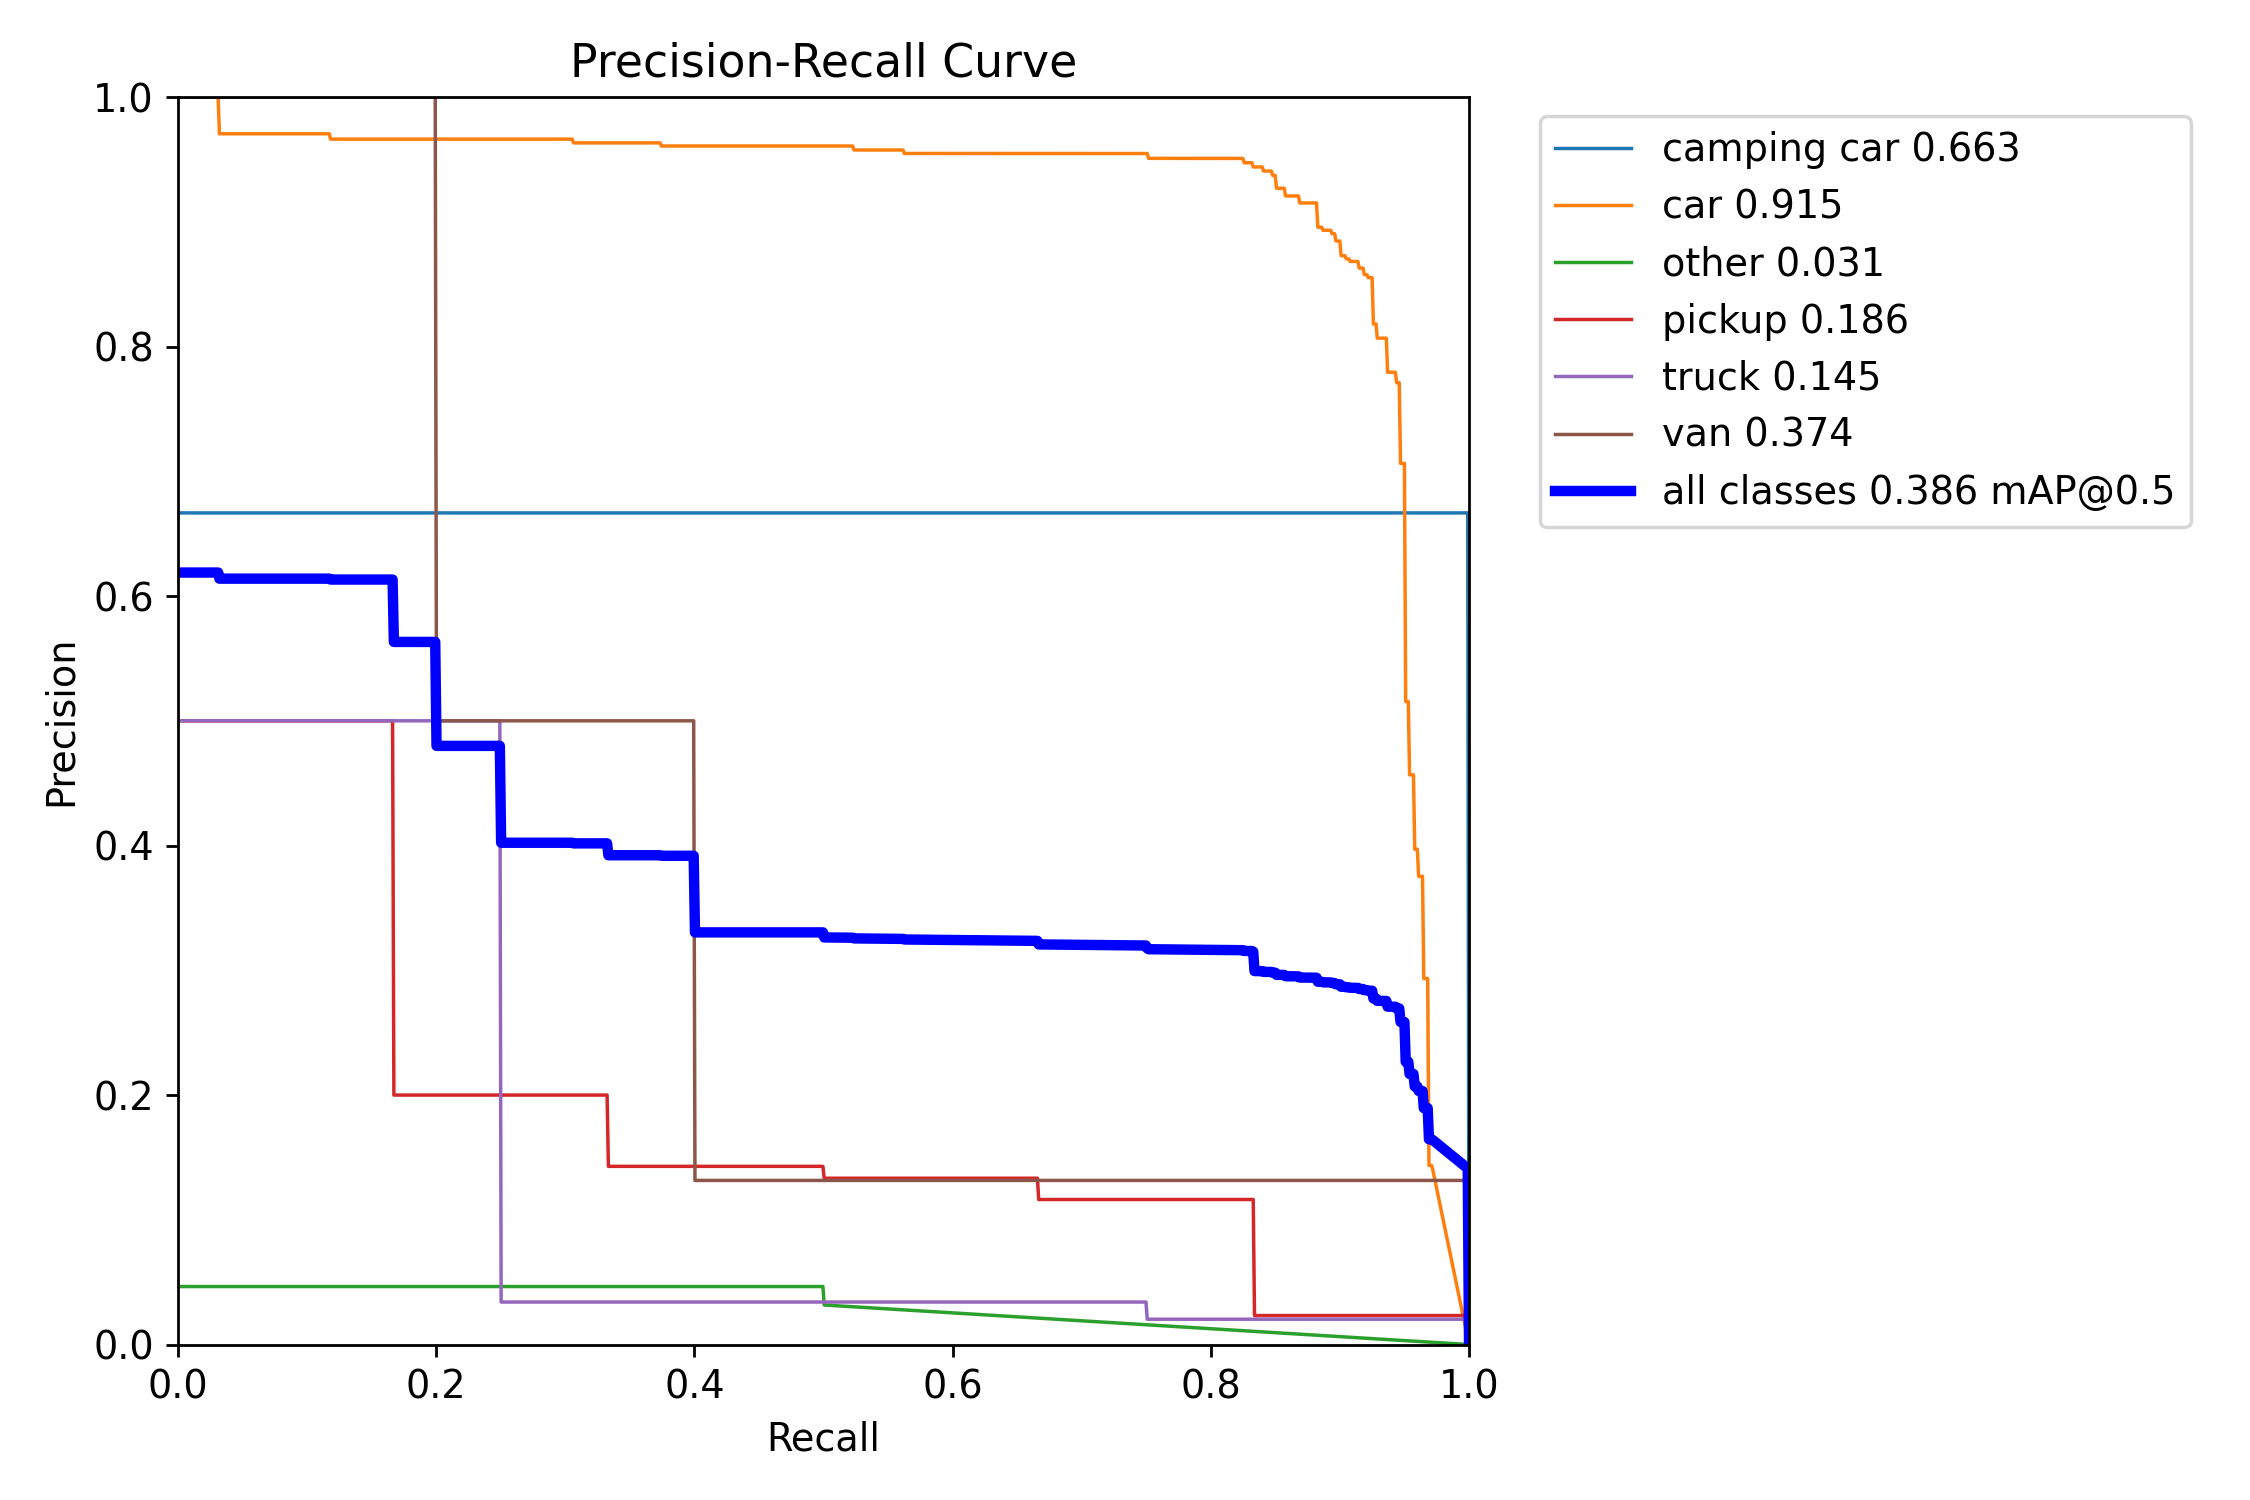 Precision-Recall Curve
1.0
0.8
0.6
0.4
0.2
0.0
Precision
0.0 0.2 0.4 0.6 0.8 1.0
Recall
camping car 0.663
car 0.915
other 0.031
pickup 0.186
truck 0.145
van 0.374
all classes 0.386 mAP@0.5